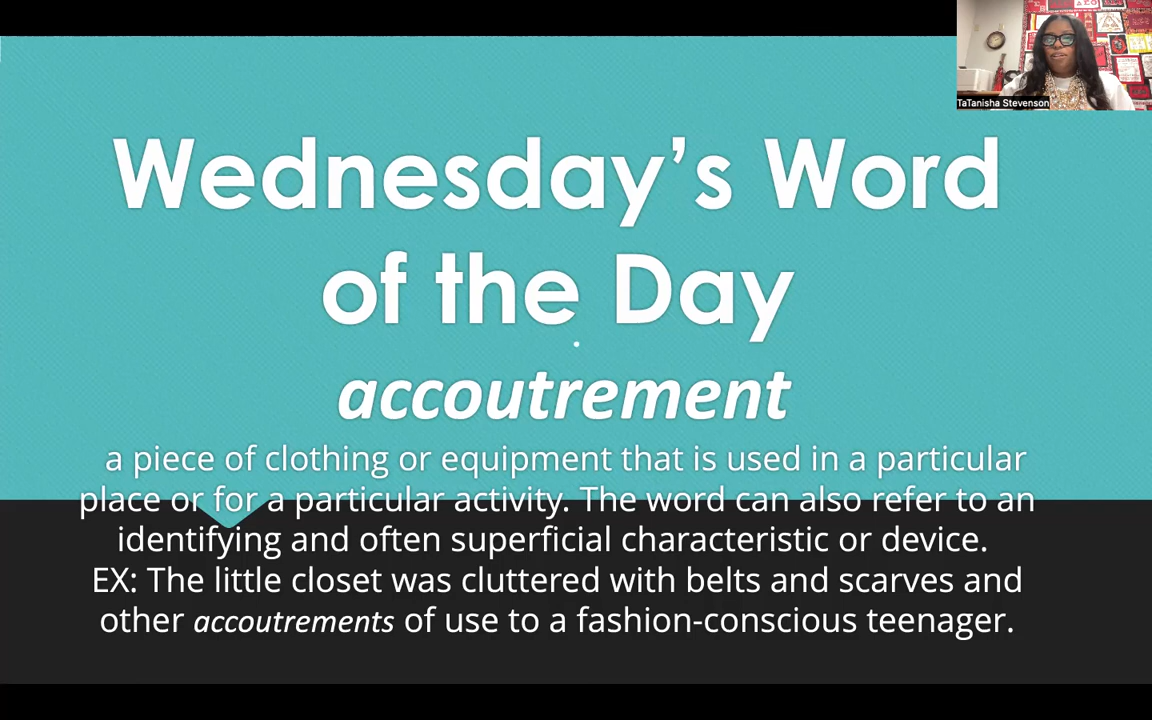 TaTanisha Stevenson
Wednesday’s Word
of the Day
.
accoutrement
a piece of clothing or equipment that is used in a particular
place or for a particular activity. The word can also refer to an
identifying and often superficial characteristic or device.
EX: The little closet was cluttered with belts and scarves and
other accoutrements of use to a fashion-conscious teenager.